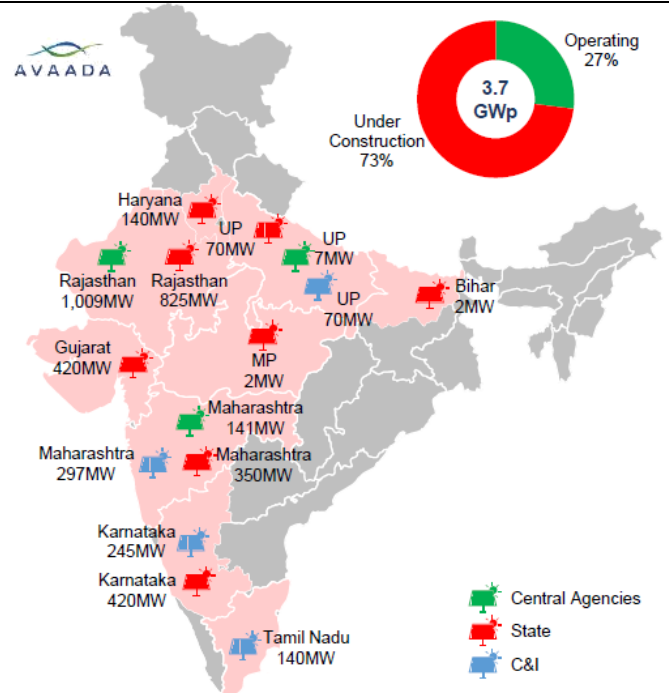 AVAADA
Operating
27%
3.7
GWp
Under
Construction
73%
Haryana
140MW
UP
70MW
UP
7MW
Rajasthan
1,009MW
Rajasthan
825MW
UP
70MW
Bihar
2MW
Gujarat
420MW
MP
2MW
Maharashtra
141MW
Maharashtra
297MW
Maharashtra
350MW
Karnataka
245MW
Karnataka
420MW
Tamil Nadu
140MW
Central Agencies
State
C&I